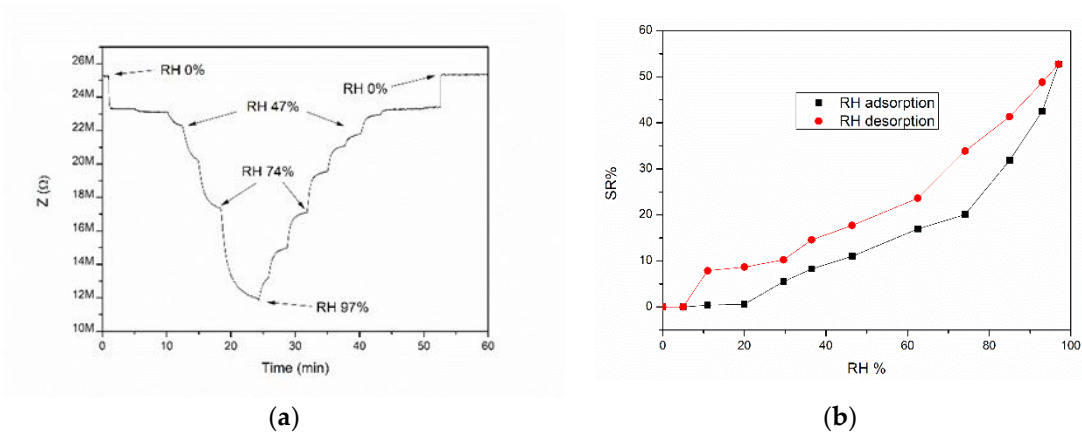 26M
24M
22M
20M
18M
16M
14M
12M
10M
Z (Ω)
RH 0%
RH 0%
RH 47%
RH 74%
RH 97%
0
10
20
30
40
50
60
Time (min)
(a)
60
50
40
30
20
10
0
SR%
RH adsorption
RH desorption
0
20
40
60
80
100
RH %
(b)